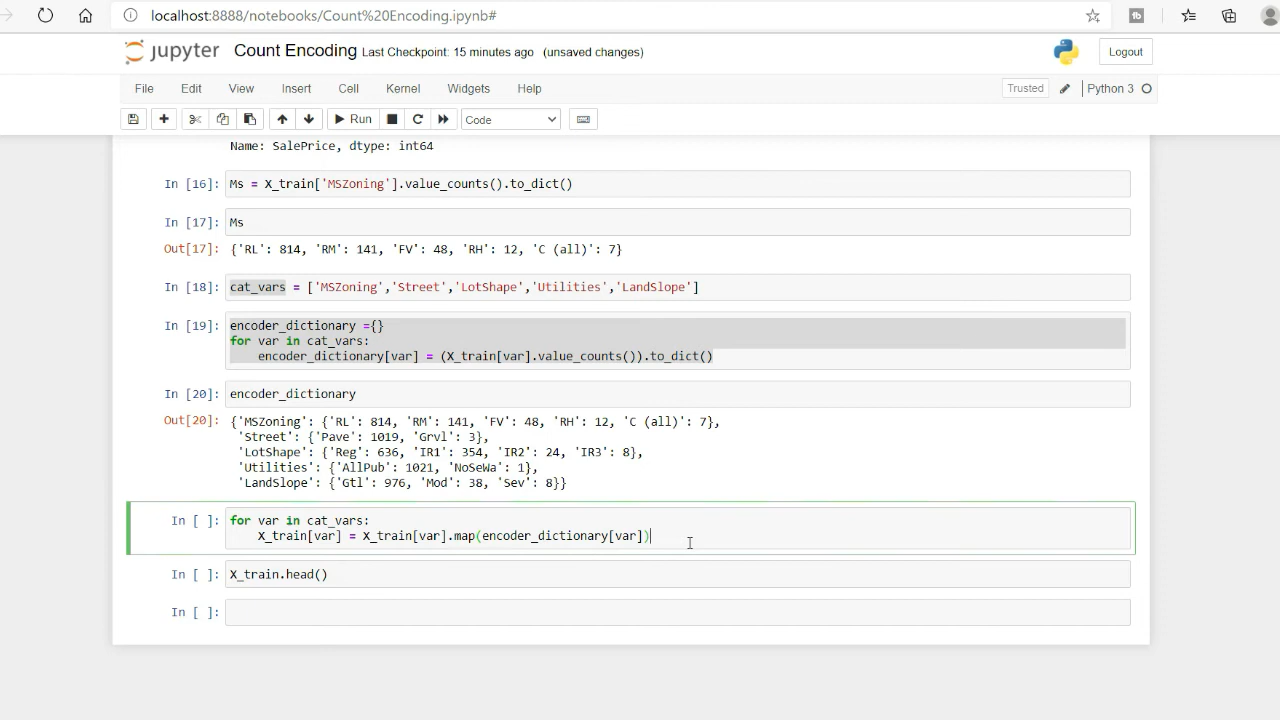 localhost:8888/notebooks/Count%20Encoding.ipynb#
jupyter Count Encoding Last Checkpoint: 15 minutes ago (unsaved changes)
Logout
File Edit View Insert Cell Kernel Widgets Help Trusted Python 3
Run Code
Name: SalePrice, dtype: int64
In [16]: Ms = X_train['MSZoning'].value_counts().to_dict()
In [17]: Ms
Out[17]: {'RL': 814, 'RM': 141, 'FV': 48, 'RH': 12, 'C (all)': 7}
In [18]: cat_vars = ['MSZoning','Street','LotShape','Utilities','LandSlope']
In [19]: encoder_dictionary ={}
for var in cat_vars:
encoder_dictionary[var] = (X_train[var].value_counts()).to_dict()
In [20]: encoder_dictionary
Out[20]: {'MSZoning': {'RL': 814, 'RM': 141, 'FV': 48, 'RH': 12, 'C (all)': 7},
'Street': {'Pave': 1019, 'Grvl': 3},
'LotShape': {'Reg': 636, 'IR1': 354, 'IR2': 24, 'IR3': 8},
'Utilities': {'AllPub': 1021, 'NoSeWa': 1},
'LandSlope': {'Gtl': 976, 'Mod': 38, 'Sev': 8}}
In [ ]: for var in cat_vars:
X_train[var] = X_train[var].map(encoder_dictionary[var])
In [ ]: X_train.head()
In [ ]: